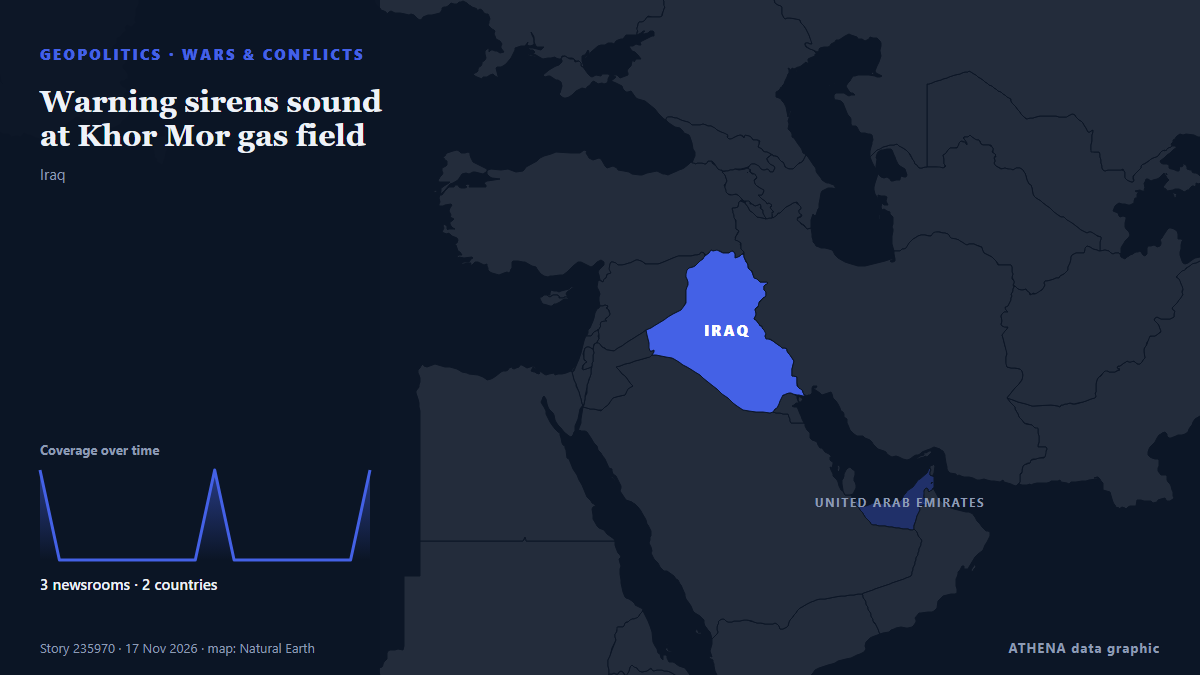 GEOPOLITICS · WARS & CONFLICTS
Warning sirens sound
at Khor Mor gas field
Iraq
IRAQ
UNITED ARAB EMIRATES
Coverage over time
3 newsrooms · 2 countries
Story 235970 · 17 Nov 2026 · map: Natural Earth
ATHENA data graphic